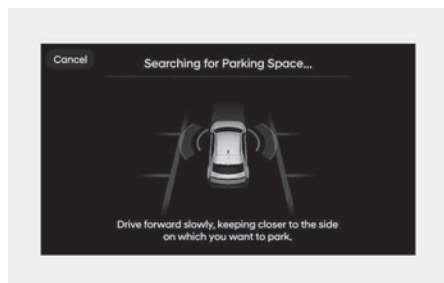 Cancel
Searching for Parking Space...
Drive forward slowly, keeping closer to the side
on which you want to park.